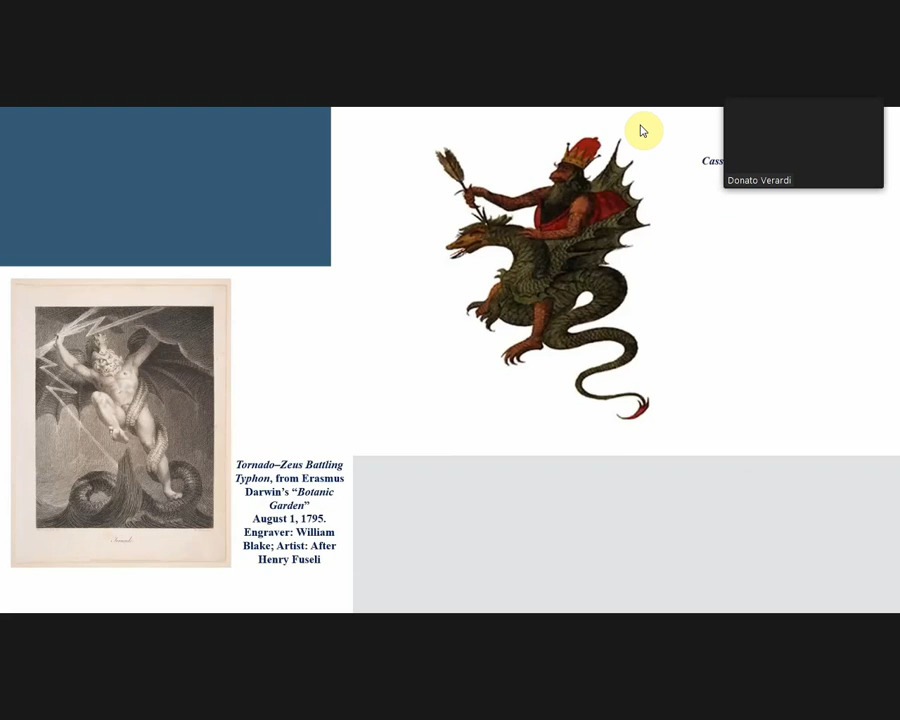 Cass
Donato Verardi
Tornado–Zeus Battling
Typhon, from Erasmus
Darwin's “Botanic
Garden”
August 1, 1795.
Engraver: William
Blake; Artist: After
Henry Fuseli
Tornado